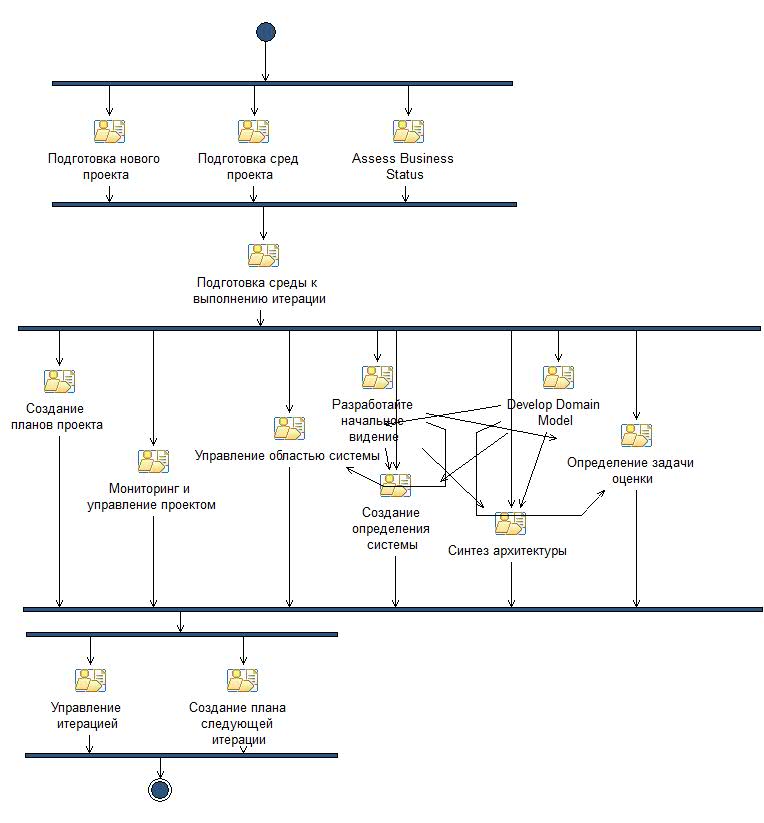 Подготовка нового
проекта
Подготовка сред
проекта
Assess Business
Status
Подготовка среды к
выполнению итерации
Создание
планов проекта
Мониторинг и
управление проектом
Управление областью системы
Разработайте
начальное
видение
Создание
определения
системы
Develop Domain
Model
Синтез архитектуры
Определение задачи
оценки
Управление
итерацией
Создание плана
следующей
итерации